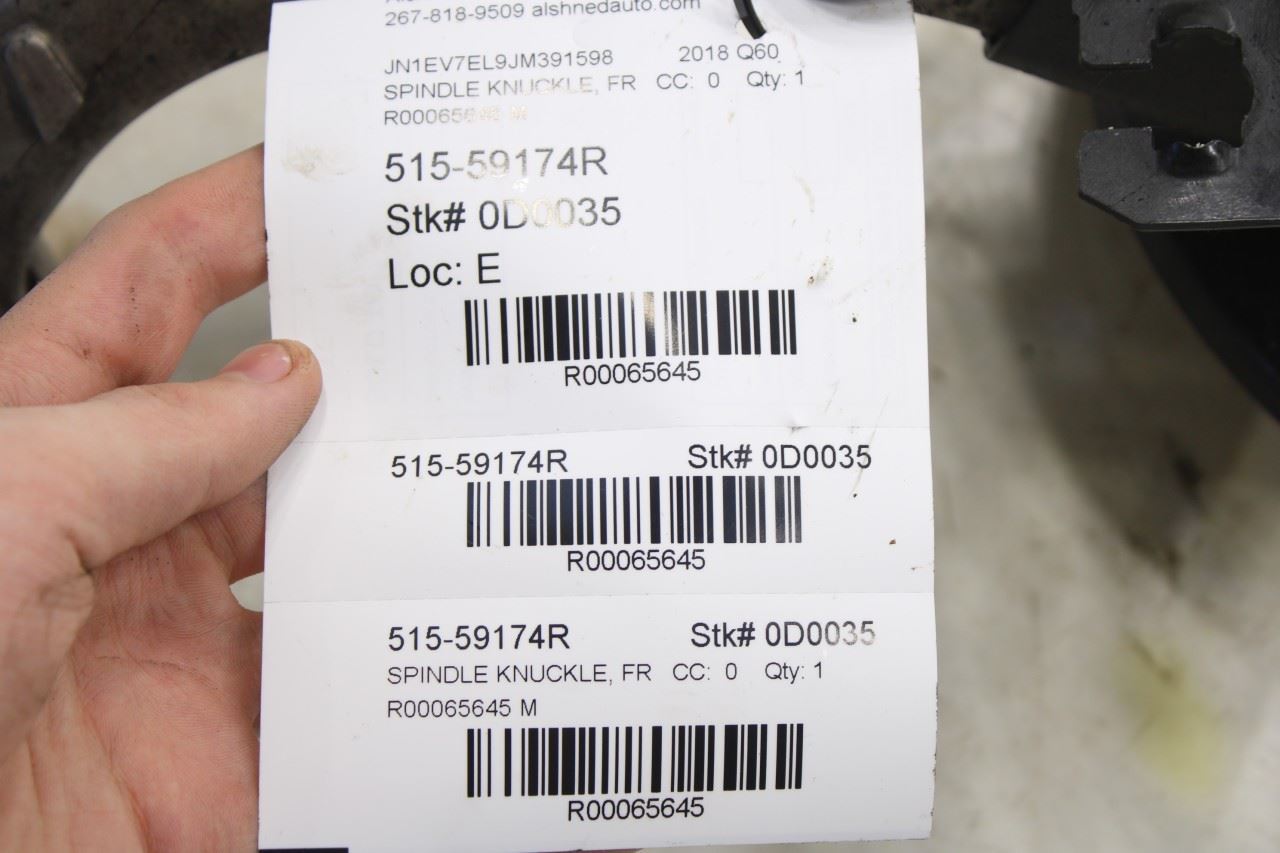 267-818-9509 alshnedauto.com
JN1EV7EL9JM391598 2018 Q60
SPINDLE KNUCKLE, FR CC: 0 Qty: 1
R00065645 M
515-59174R
Stk# 0D0035
Loc: E
R00065645
515-59174R Stk# 0D0035
R00065645
515-59174R Stk# 0D0035
SPINDLE KNUCKLE, FR CC: 0 Qty: 1
R00065645 M
R00065645